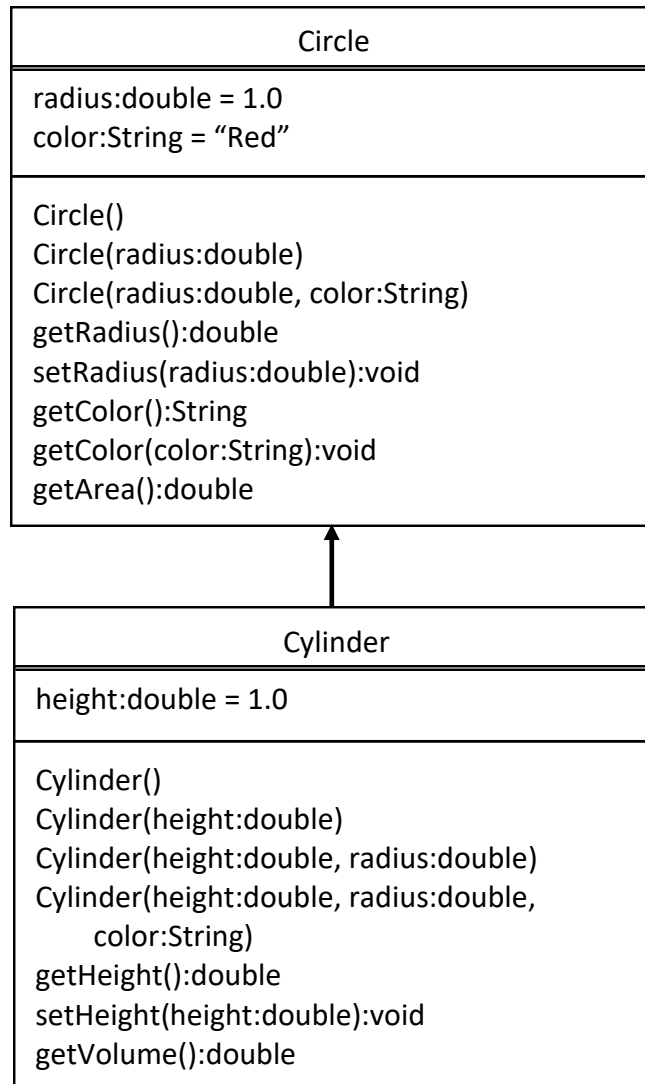 Circle
radius:double = 1.0
color:String = “Red”
Circle()
Circle(radius:double)
Circle(radius:double, color:String)
getRadius():double
setRadius(radius:double):void
getColor():String
getColor(color:String):void
getArea():double
Cylinder
height:double = 1.0
Cylinder()
Cylinder(height:double)
Cylinder(height:double, radius:double)
Cylinder(height:double, radius:double,
color:String)
getHeight():double
setHeight(height:double):void
getVolume():double